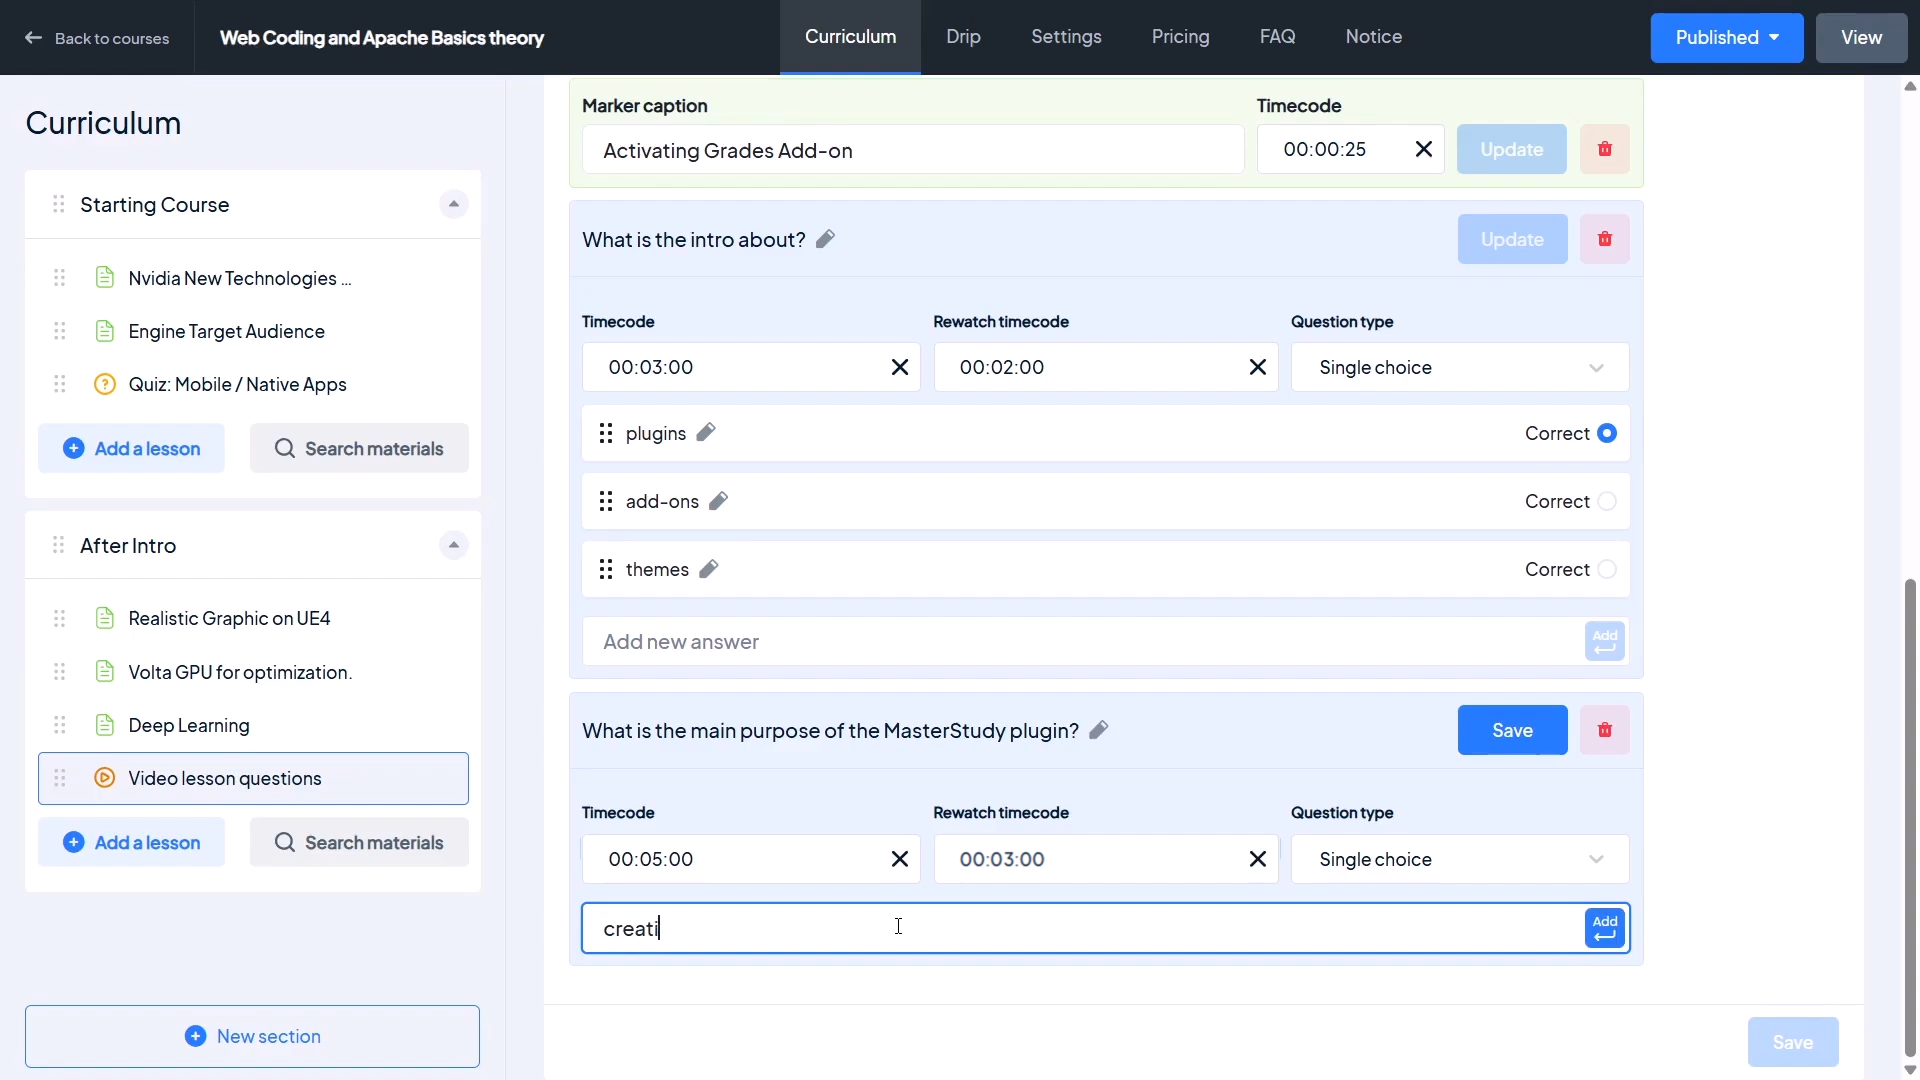 Back to courses
Web Coding and Apache Basics theory
Curriculum
Drip
Settings
Pricing
FAQ
Notice
Published
View
Curriculum
Starting Course
Nvidia New Technologies ...
Engine Target Audience
Quiz: Mobile / Native Apps
Add a lesson
Search materials
After Intro
Realistic Graphic on UE4
Volta GPU for optimization.
Deep Learning
Video lesson questions
Add a lesson
Search materials
New section
Marker caption
Timecode
Activating Grades Add-on
00:00:25
Update
What is the intro about?
Update
Timecode
Rewatch timecode
Question type
00:03:00
00:02:00
Single choice
plugins
Correct
add-ons
Correct
themes
Correct
Add new answer
Add
What is the main purpose of the MasterStudy plugin?
Save
Timecode
Rewatch timecode
Question type
00:05:00
00:03:00
Single choice
creati
Add
Save